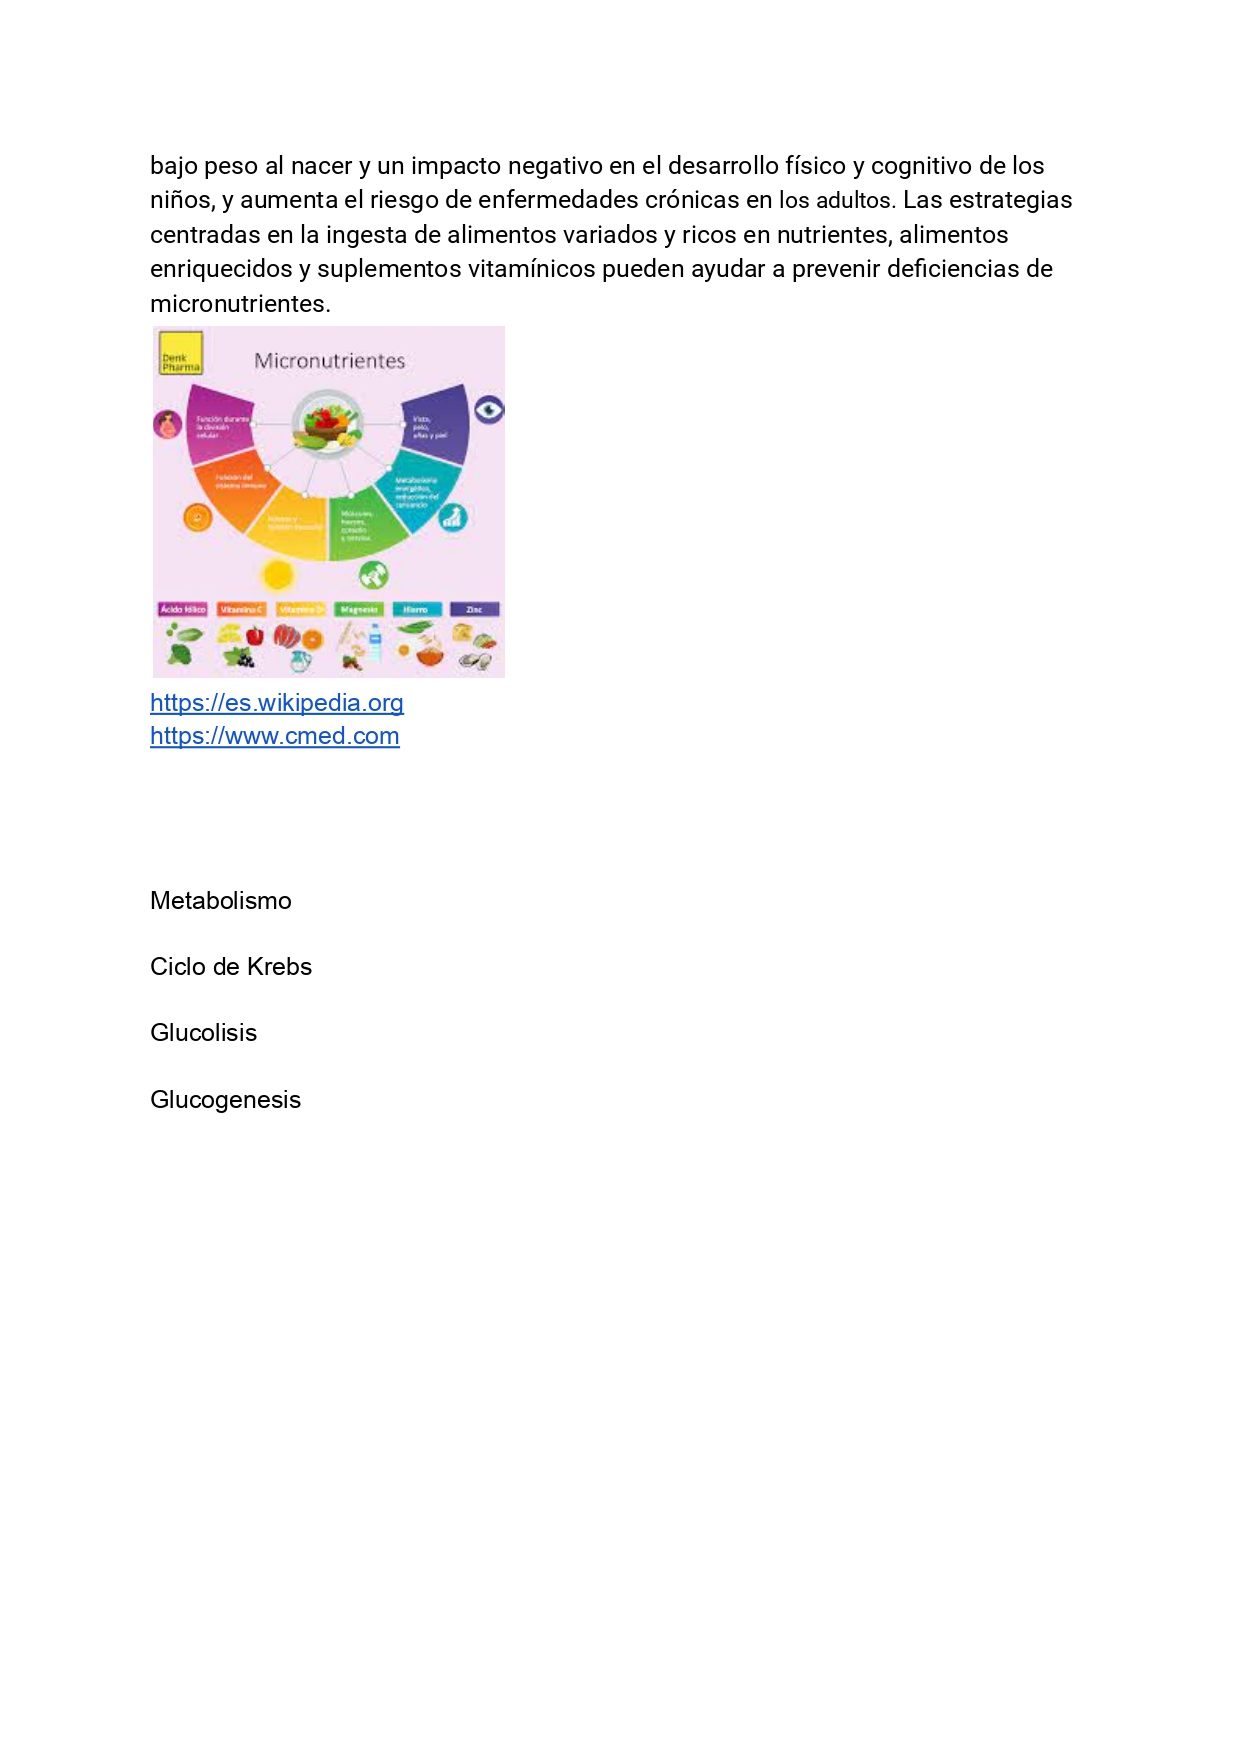 bajo peso al nacer y un impacto negativo en el desarrollo físico y cognitivo de los
niños, y aumenta el riesgo de enfermedades crónicas en los adultos. Las estrategias
centradas en la ingesta de alimentos variados y ricos en nutrientes, alimentos
enriquecidos y suplementos vitamínicos pueden ayudar a prevenir deficiencias de
micronutrientes.
Denk
Pharma
Micronutrientes
Función durante
la división
celular
Vista,
pelo,
uñas y piel
Función del
sistema inmune
Metabolismo
energético,
reducción del
cansancio
Músculos,
huesos,
corazón
Ácido fólico
Vitamina C
Vitamina D
Magnesio
Hierro
Zinc
https://es.wikipedia.org
https://www.cmed.com
Metabolismo
Ciclo de Krebs
Glucolisis
Glucogenesis